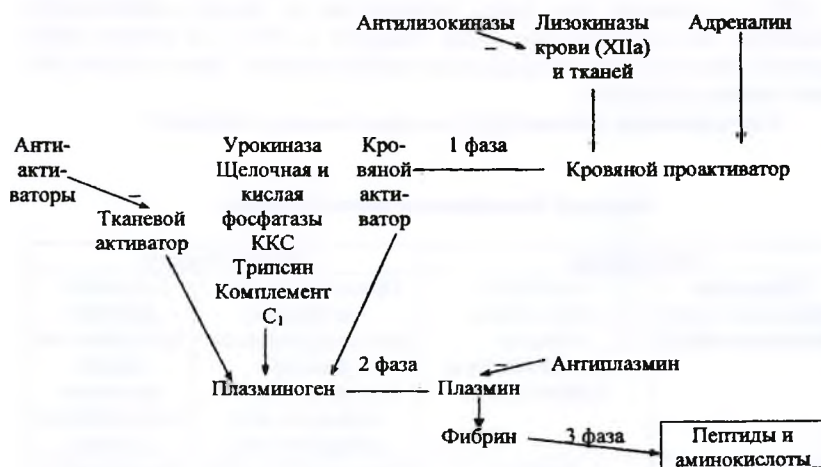 Антилизокиназы
Лизокиназы
крови (XIIa)
и тканей
Адреналин
–
Анти-
акти-
ваторы
–
Тканевой
активатор
Урокиназа
Щелочная и
кислая
фосфатазы
ККС
Трипсин
Комплемент
C₁
Кро-
вяной
акти-
ватор
1 фаза
Кровяной проактиватор
Плазминоген
2 фаза
Плазмин
–
Антиплазмин
Фибрин
3 фаза
Пептиды и
аминокислоты